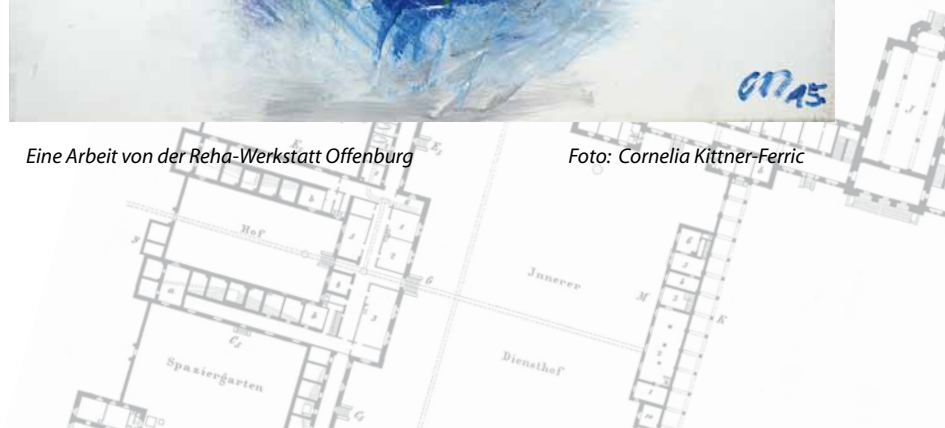 Eine Arbeit von der Reha-Werkstatt Offenburg
Foto: Cornelia Kittner-Ferric
Hof
Innerer
Diensthof
Spaziergarten
G
M
K
J